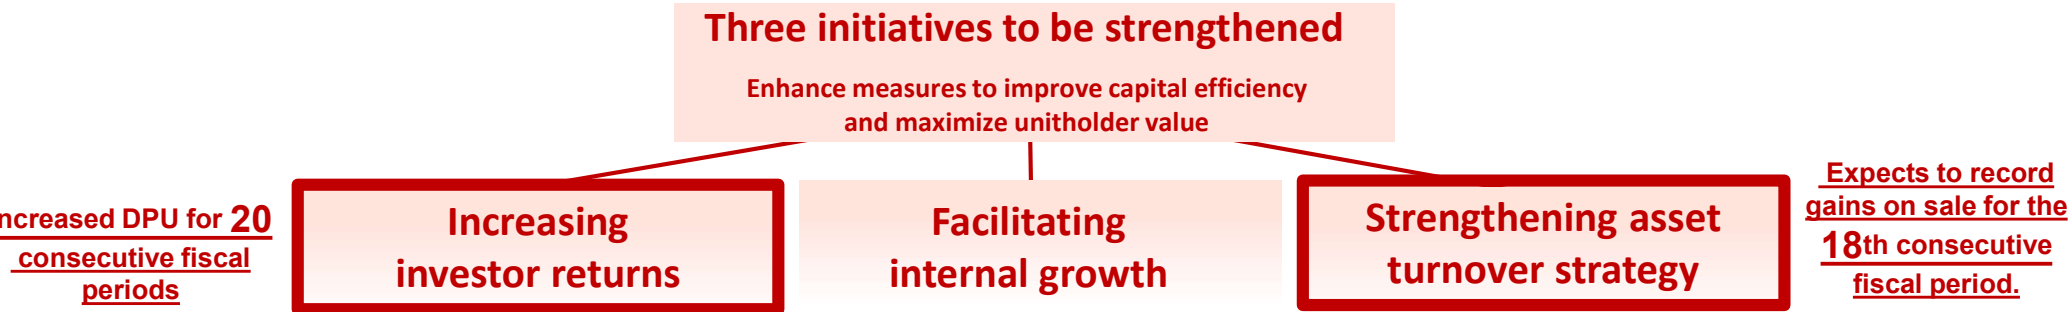 Three initiatives to be strengthened
Enhance measures to improve capital efficiency
and maximize unitholder value
ncreased DPU for 20
consecutive fiscal
periods
Increasing
investor returns
Facilitating
internal growth
Strengthening asset
turnover strategy
Expects to record
gains on sale for the
18th consecutive
fiscal period.